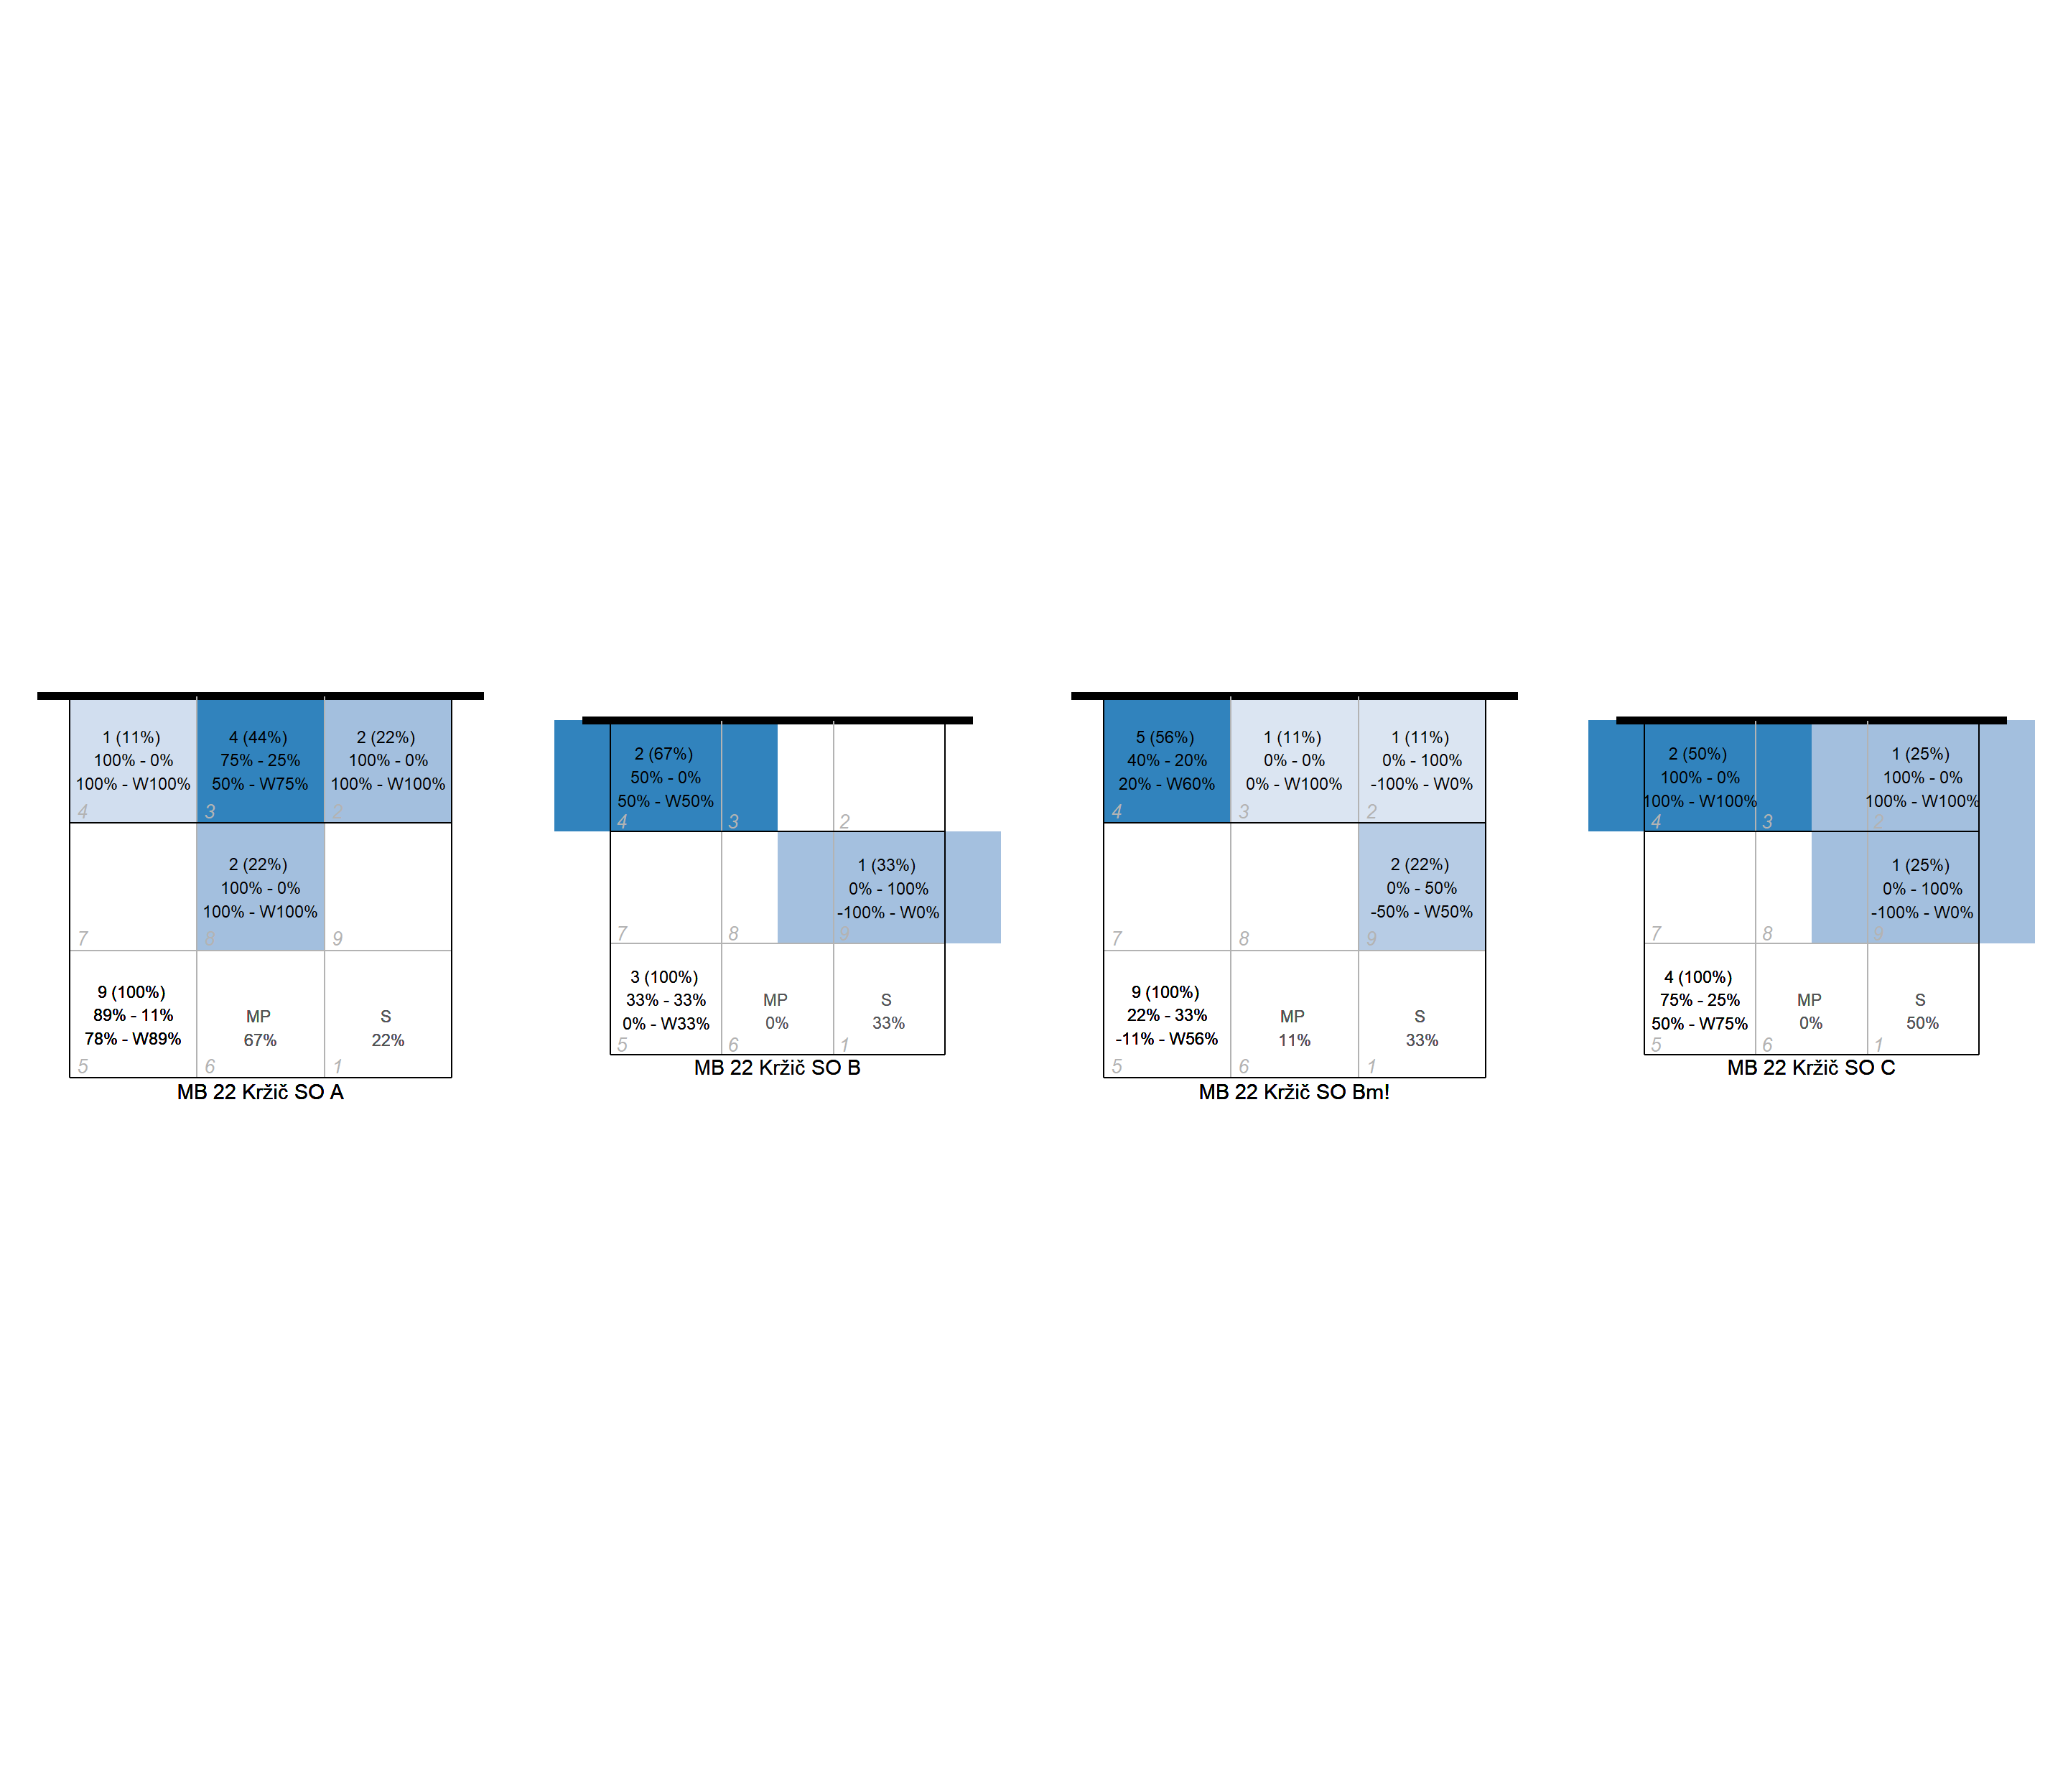 1 (11%)
100% - 0%
100% - W100%
4
4 (44%)
75% - 25%
50% - W75%
3
2 (22%)
100% - 0%
100% - W100%
2
7
2 (22%)
100% - 0%
100% - W100%
8
9
9 (100%)
89% - 11%
78% - W89%
5
MP
67%
6
S
22%
1
MB 22 Kržič SO A
2 (67%)
50% - 0%
50% - W50%
4
3
2
7
8
1 (33%)
0% - 100%
-100% - W0%
9
3 (100%)
33% - 33%
0% - W33%
5
MP
0%
6
S
33%
1
MB 22 Kržič SO B
5 (56%)
40% - 20%
20% - W60%
4
1 (11%)
0% - 0%
0% - W100%
3
1 (11%)
0% - 100%
-100% - W0%
2
7
8
2 (22%)
0% - 50%
-50% - W50%
9
9 (100%)
22% - 33%
-11% - W56%
5
MP
11%
6
S
33%
1
MB 22 Kržič SO Bm!
2 (50%)
100% - 0%
100% - W100%
4
3
1 (25%)
100% - 0%
100% - W100%
2
7
8
1 (25%)
0% - 100%
-100% - W0%
9
4 (100%)
75% - 25%
50% - W75%
5
MP
0%
6
S
50%
1
MB 22 Kržič SO C